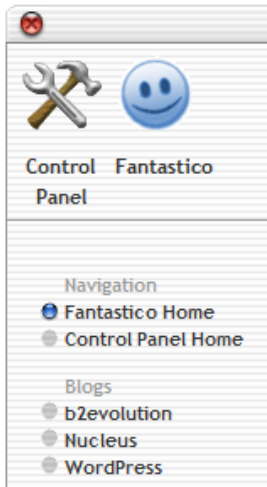 Control Fantastico
Panel
Navigation
Fantastico Home
Control Panel Home
Blogs
b2evolution
Nucleus
WordPress